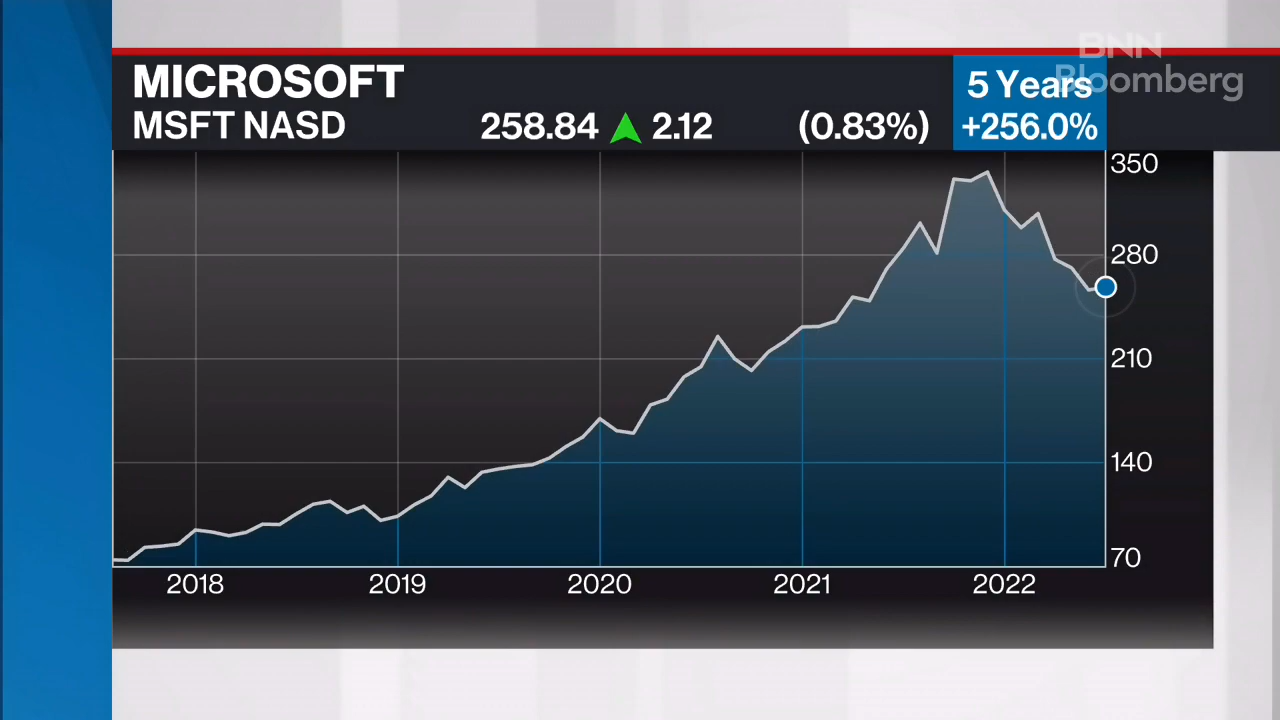 BNN
Bloomberg
MICROSOFT
MSFT NASD
258.84 ▲ 2.12 (0.83%)
5 Years
+256.0%
350
280
210
140
70
2018 2019 2020 2021 2022